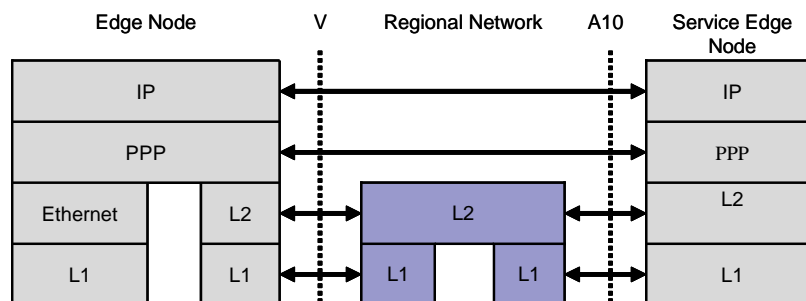 Edge Node V Regional Network A10 Service Edge
Node
IP IP
PPP PPP
Ethernet L2 L2 L2
L1 L1 L1 L1 L1